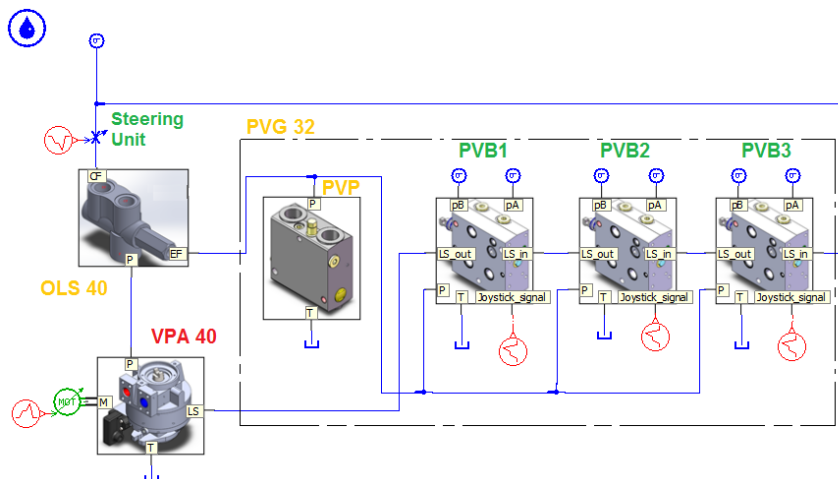 Steering
Unit
PVG 32
PVB1
PVB2
PVB3
PVP
CF
P
pB
pA
pB
pA
pB
pA
EF
LS_out
LS_in
LS_out
LS_in
LS_out
LS_in
P
OLS 40
P
T
Joystick_signal
P
T
Joystick_signal
P
T
Joystick_signal
T
VPA 40
P
MOT
M
LS
T